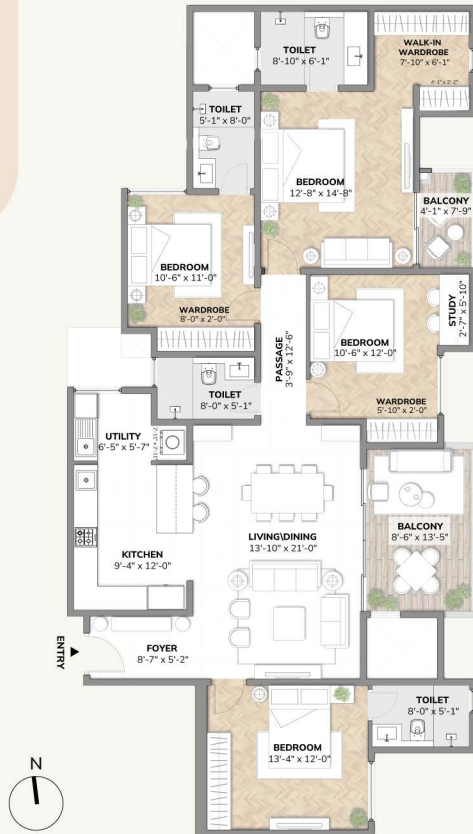 TOILET
8'-10" x 6'-1"
WALK-IN
WARDROBE
7'-10" x 6'-1"
4'-1" x 2'-2"
TOILET
5'-1" x 8'-0"
BEDROOM
12'-8" x 14'-8"
BALCONY
4'-1" x 7'-9"
BEDROOM
10'-6" x 11'-0"
WARDROBE
8'-0" x 2'-0"
PASSAGE
3'-9" x 12'-6"
BEDROOM
10'-6" x 12'-0"
STUDY
2'-7" x 5'-10"
TOILET
8'-0" x 5'-1"
WARDROBE
5'-10" x 2'-0"
UTILITY
6'-5" x 5'-7"
LIVING\DINING
13'-10" x 21'-0"
BALCONY
8'-6" x 13'-5"
KITCHEN
9'-4" x 12'-0"
ENTRY
FOYER
8'-7" x 5'-2"
TOILET
8'-0" x 5'-1"
BEDROOM
13'-4" x 12'-0"
N